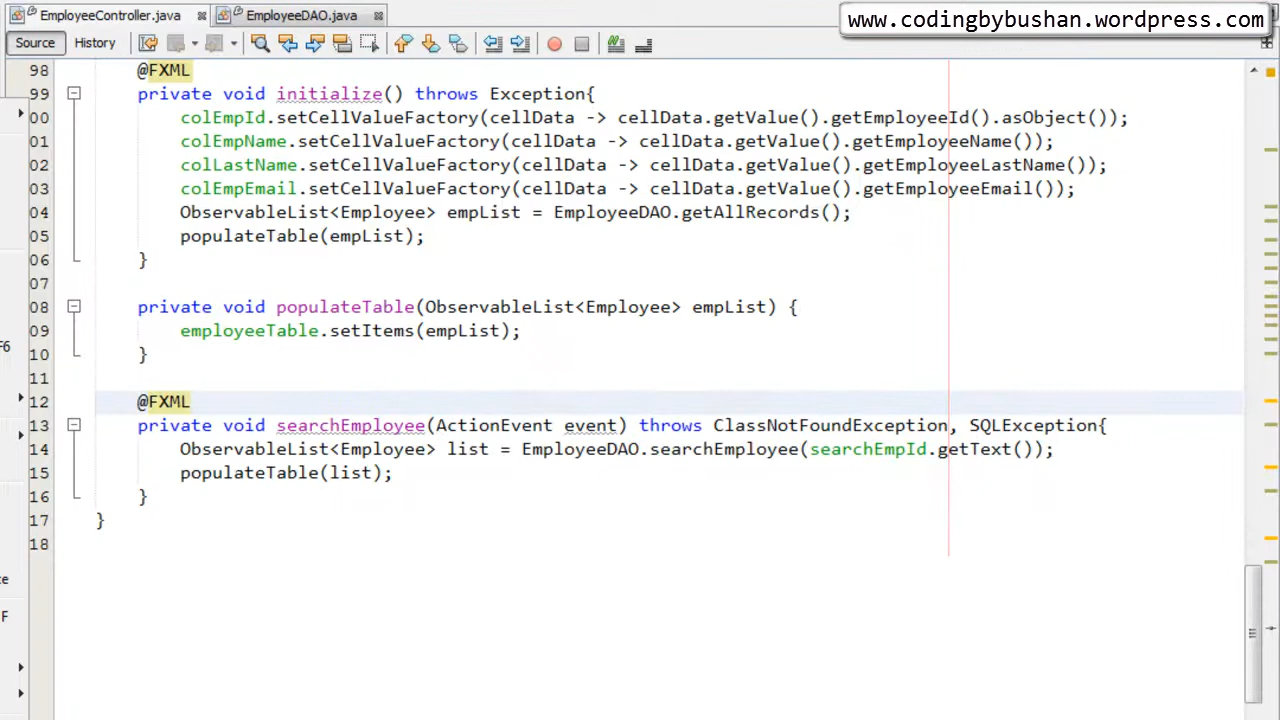 EmployeeController.java EmployeeDAO.java
www.codingbybushan.wordpress.com
Source History
98 @FXML
99 private void initialize() throws Exception{
00 colEmpId.setCellValueFactory(cellData -> cellData.getValue().getEmployeeId().asObject());
01 colEmpName.setCellValueFactory(cellData -> cellData.getValue().getEmployeeName());
02 colLastName.setCellValueFactory(cellData -> cellData.getValue().getEmployeeLastName());
03 colEmpEmail.setCellValueFactory(cellData -> cellData.getValue().getEmployeeEmail());
04 ObservableList<Employee> empList = EmployeeDAO.getAllRecords();
05 populateTable(empList);
06 }
07
08 private void populateTable(ObservableList<Employee> empList) {
09 employeeTable.setItems(empList);
F6
10 }
11
12 @FXML
13 private void searchEmployee(ActionEvent event) throws ClassNotFoundException, SQLException{
14 ObservableList<Employee> list = EmployeeDAO.searchEmployee(searchEmpId.getText());
15 populateTable(list);
16 }
17 }
18
ce
F